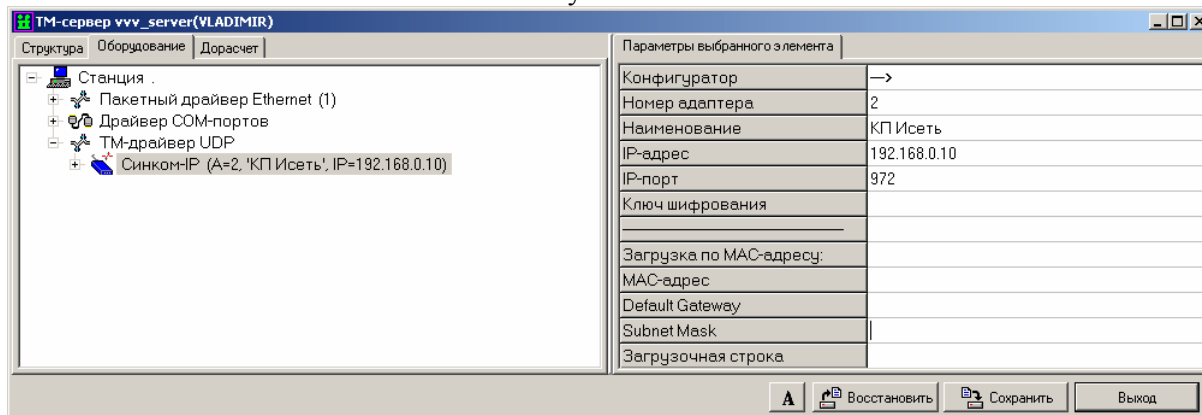 ТМ-сервер vvv_server(VLADIMIR)
Структура Оборудование Дорасчет
Станция .
Пакетный драйвер Ethernet (1)
Драйвер COM-портов
ТМ-драйвер UDP
Синком-IP (A=2, 'КП Исеть', IP=192.168.0.10)
Параметры выбранного элемента
Конфигуратор —>
Номер адаптера 2
Наименование КП Исеть
IP-адрес 192.168.0.10
IP-порт 972
Ключ шифрования
Загрузка по MAC-адресу:
MAC-адрес
Default Gateway
Subnet Mask
Загрузочная строка
A Восстановить Сохранить Выход